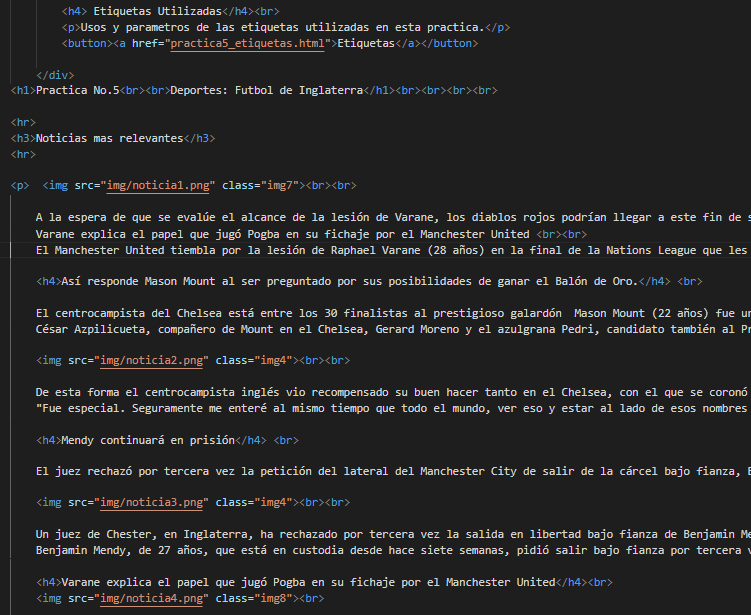 <h4> Etiquetas Utilizadas</h4><br>
<p>Usos y parametros de las etiquetas utilizadas en esta practica.</p>
<button><a href="practica5_etiquetas.html">Etiquetas</a></button>
</div>
<h1>Practica No.5<br><br>Deportes: Futbol de Inglaterra</h1><br><br><br><br>
<hr>
<h3>Noticias mas relevantes</h3>
<hr>
<p>  <img src="img/noticia1.png" class="img7"><br><br>
A la espera de que se evalúe el alcance de la lesión de Varane, los diablos rojos podrían llegar a este fin de s
Varane explica el papel que jugó Pogba en su fichaje por el Manchester United <br><br>
El Manchester United tiembla por la lesión de Raphael Varane (28 años) en la final de la Nations League que les
<h4>Así responde Mason Mount al ser preguntado por sus posibilidades de ganar el Balón de Oro.</h4> <br>
El centrocampista del Chelsea está entre los 30 finalistas al prestigioso galardón  Mason Mount (22 años) fue un
César Azpilicueta, compañero de Mount en el Chelsea, Gerard Moreno y el azulgrana Pedri, candidato también al Pr
<img src="img/noticia2.png" class="img4"><br><br>
De esta forma el centrocampista inglés vio recompensado su buen hacer tanto en el Chelsea, con el que se coronó
"Fue especial. Seguramente me enteré al mismo tiempo que todo el mundo, ver eso y estar al lado de esos nombres
<h4>Mendy continuará en prisión</h4> <br>
El juez rechazó por tercera vez la petición del lateral del Manchester City de salir de la cárcel bajo fianza, E
<img src="img/noticia3.png" class="img4"><br><br>
Un juez de Chester, en Inglaterra, ha rechazado por tercera vez la salida en libertad bajo fianza de Benjamin Me
Benjamin Mendy, de 27 años, que está en custodia desde hace siete semanas, pidió salir bajo fianza por tercera v
<h4>Varane explica el papel que jugó Pogba en su fichaje por el Manchester United</h4><br>
<img src="img/noticia4.png" class="img8"><br>